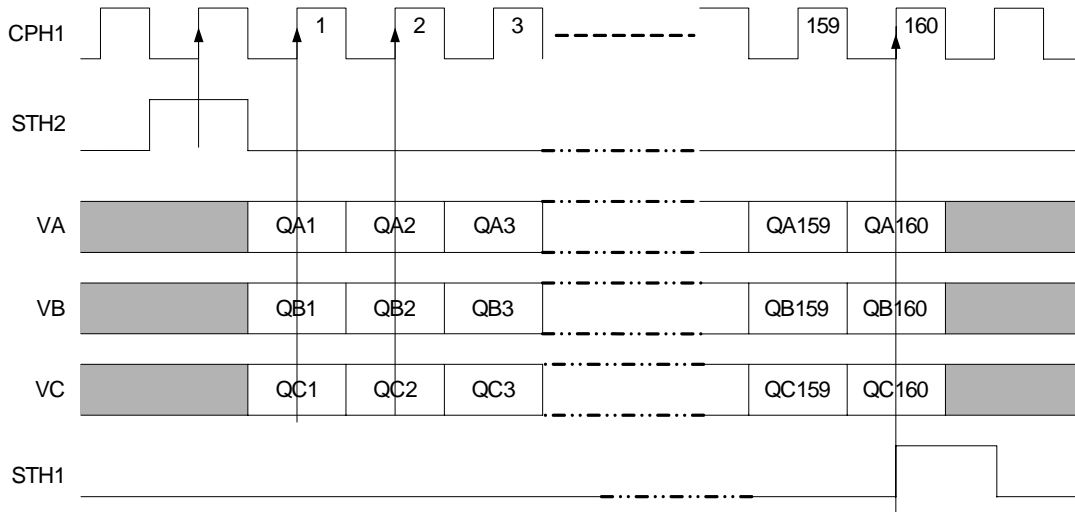 CPH1 1 2 3 159 160
STH2
VA QA1 QA2 QA3 QA159 QA160
VB QB1 QB2 QB3 QB159 QB160
VC QC1 QC2 QC3 QC159 QC160
STH1